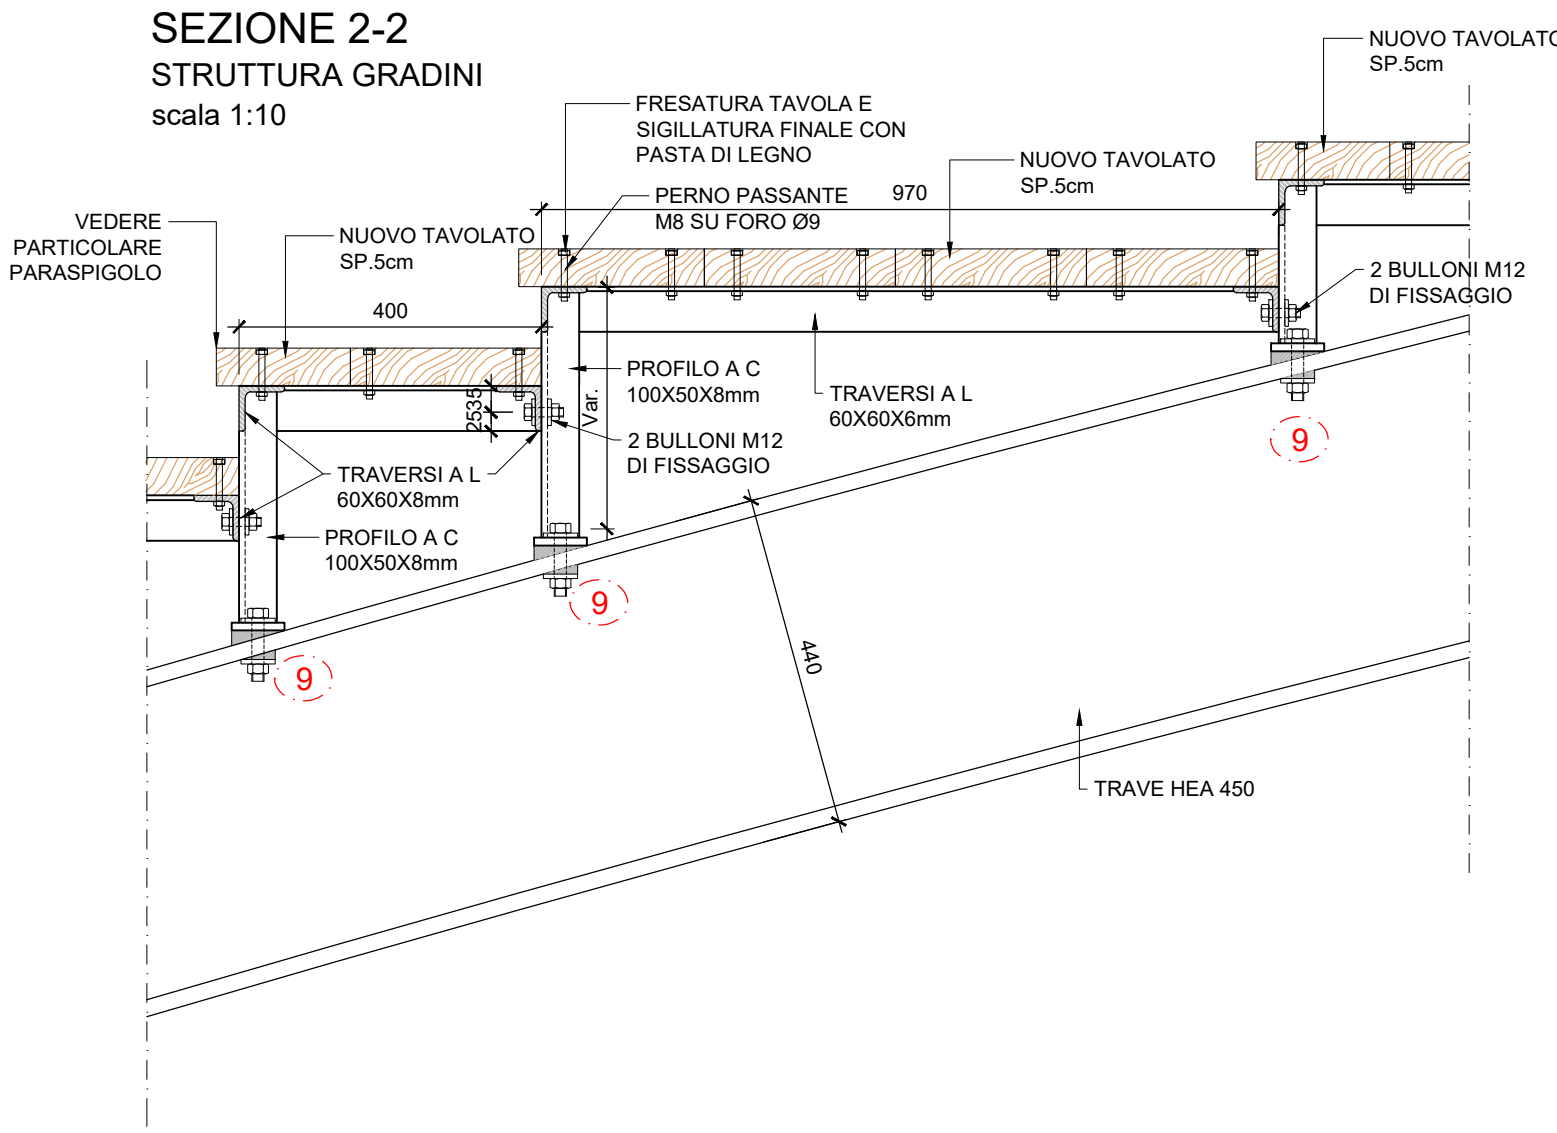 SEZIONE 2-2
STRUTTURA GRADINI
scala 1:10
NUOVO TAVOLATO
SP.5cm
FRESATURA TAVOLA E
SIGILLATURA FINALE CON
PASTA DI LEGNO
NUOVO TAVOLATO
SP.5cm
PERNO PASSANTE
M8 SU FORO Ø9
970
VEDERE
PARTICOLARE
PARASPIGOLO
NUOVO TAVOLATO
SP.5cm
2 BULLONI M12
DI FISSAGGIO
400
PROFILO A C
100X50X8mm
TRAVERSI A L
60X60X6mm
2535
Var.
2 BULLONI M12
DI FISSAGGIO
9
TRAVERSI A L
60X60X8mm
PROFILO A C
100X50X8mm
9
9
440
TRAVE HEA 450